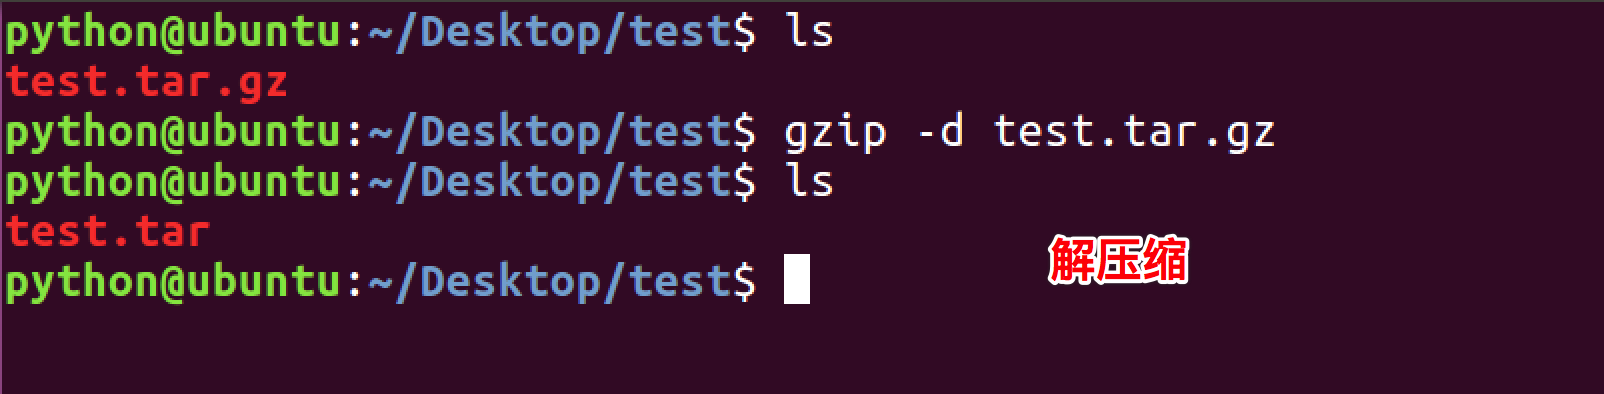 python@ubuntu:~/Desktop/test$ ls
test.tar.gz
python@ubuntu:~/Desktop/test$ gzip -d test.tar.gz
python@ubuntu:~/Desktop/test$ ls
test.tar
解压缩
python@ubuntu:~/Desktop/test$